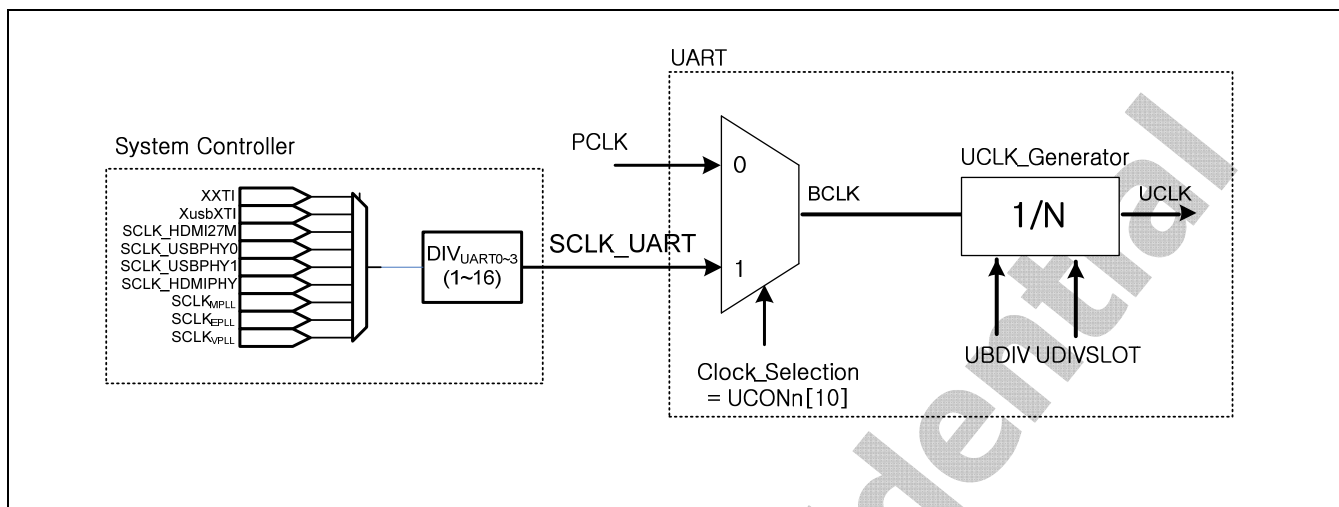 UART
System Controller
XXTI
XusbXTI
SCLK_HDMI27M
SCLK_USBPHY0
SCLK_USBPHY1
SCLK_HDMIPHY
SCLKMPLL
SCLKEPLL
SCLKVPLL
DIVUART0~3
(1~16)
SCLK_UART
PCLK
0
1
Clock_Selection
= UCONn[10]
BCLK
UCLK_Generator
1/N
UCLK
UBDIV UDIVSLOT
dential